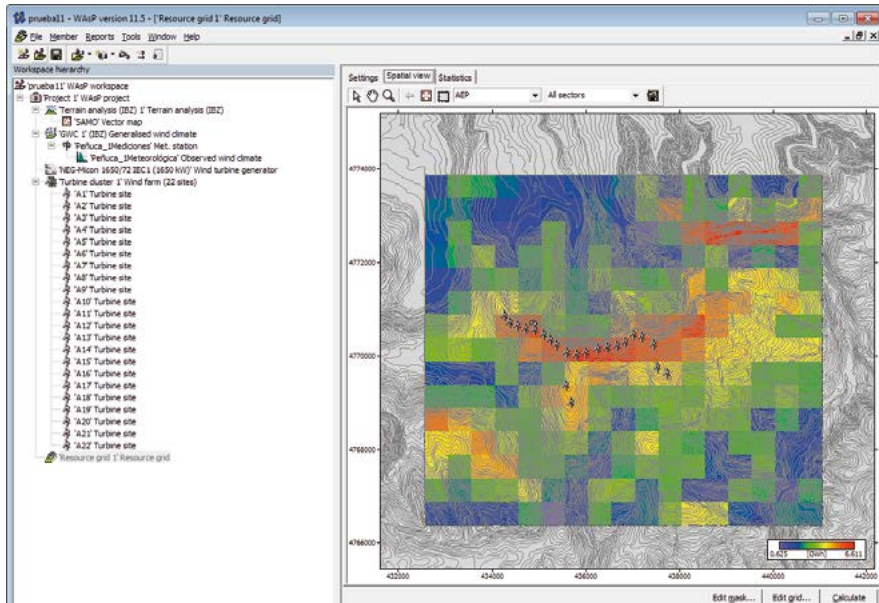 'prueba11' - WAsP version 11.5 - ['Resource grid 1' Resource grid]
File Member Reports Tools Window Help
Workspace hierarchy
'prueba11' WAsP workspace
'Project 1' WAsP project
'Terrain analysis (IBZ) 1' Terrain analysis (IBZ)
'SAMO' Vector map
'GWC 1' (IBZ) Generalised wind climate
'Peñuca_1Mediciones' Met. station
'Peñuca_1Meteorológica' Observed wind climate
'NEG-Micon 1650/72 IEC1 (1650 kW)' Wind turbine generator
'Turbine cluster 1' Wind farm (22 sites)
'A1' Turbine site
'A2' Turbine site
'A3' Turbine site
'A4' Turbine site
'A5' Turbine site
'A6' Turbine site
'A7' Turbine site
'A8' Turbine site
'A9' Turbine site
'A10' Turbine site
'A11' Turbine site
'A12' Turbine site
'A13' Turbine site
'A14' Turbine site
'A15' Turbine site
'A16' Turbine site
'A17' Turbine site
'A18' Turbine site
'A19' Turbine site
'A20' Turbine site
'A21' Turbine site
'A22' Turbine site
'Resource grid 1' Resource grid
Settings Spatial view Statistics
AEP All sectors
4774000
4772000
4770000
4768000
4766000
0.625 [GWh] 6.611
432000 434000 436000 438000 440000 442000
Edit mask... Edit grid... Calculate